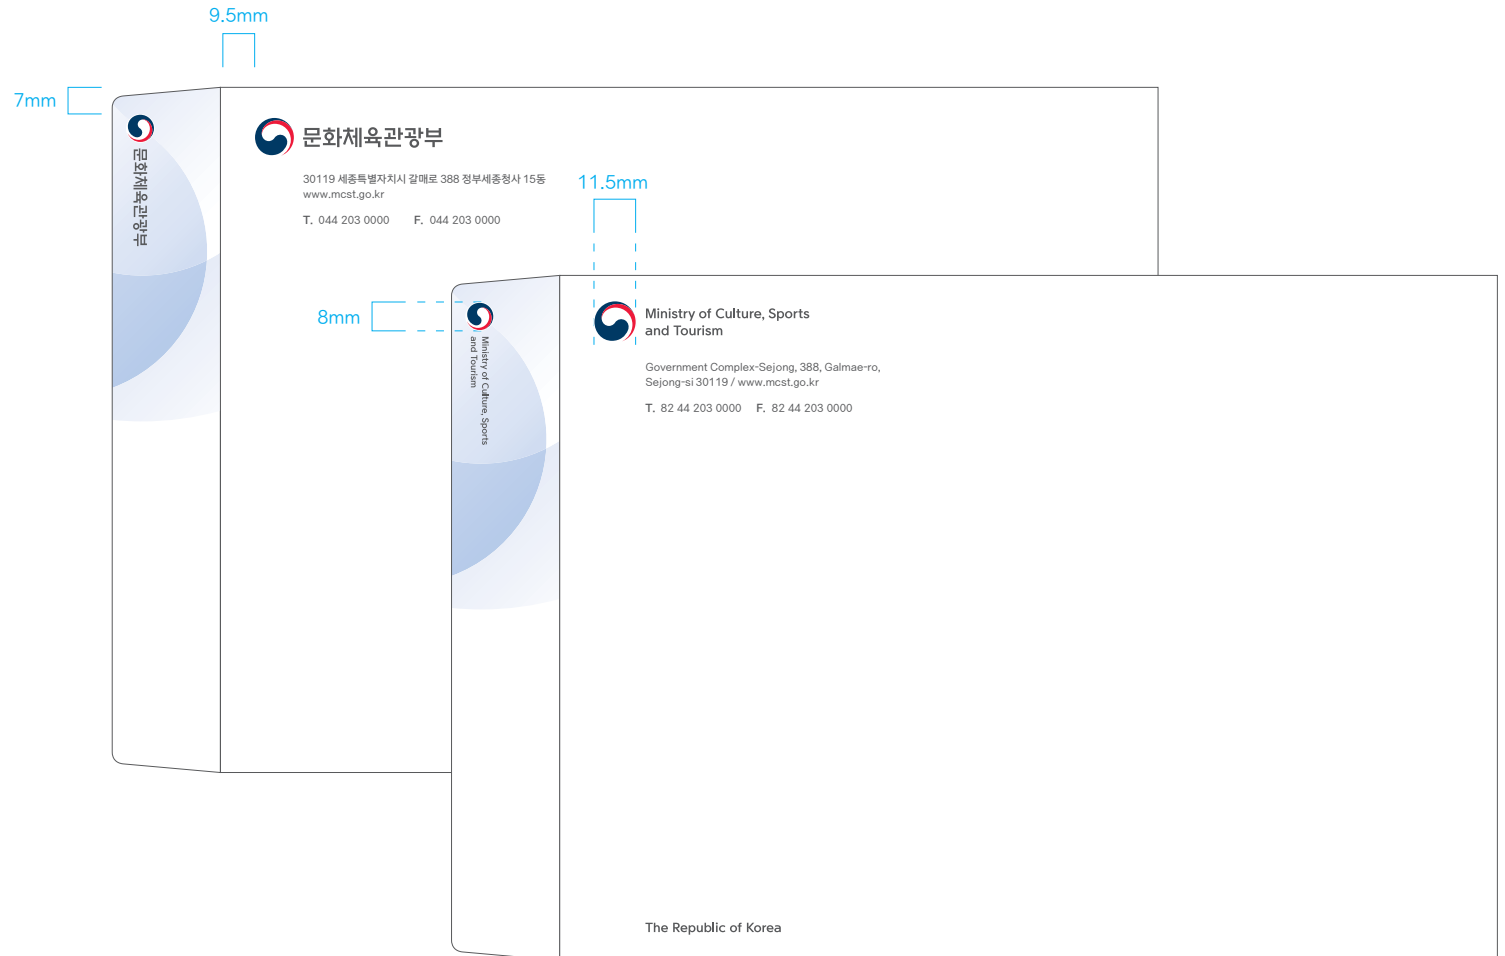 9.5mm
7mm
문화체육관광부
문화체육관광부
30119 세종특별자치시 갈매로 388 정부세종청사 15동
www.mcst.go.kr
T. 044 203 0000 F. 044 203 0000
11.5mm
8mm
Ministry of Culture, Sports
and Tourism
Ministry of Culture, Sports
and Tourism
Government Complex-Sejong, 388, Galmae-ro,
Sejong-si 30119 / www.mcst.go.kr
T. 82 44 203 0000 F. 82 44 203 0000
The Republic of Korea